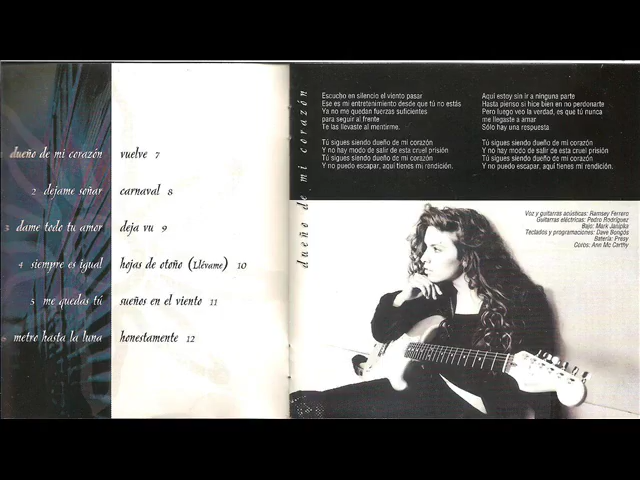 1 dueño de mi corazón
2 dejame soñar
3 dame todo tu amor
4 siempre es igual
5 me quedas tú
6 metro hasta la luna
vuelve 7
carnaval 8
deja vu 9
hojas de otoño (Llévame) 10
sueños en el viento 11
honestamente 12
dueño de mi corazón
Escucho en silencio el viento pasar
Ese es mi entretenimiento desde que tú no estás
Ya no me quedan fuerzas suficientes
para seguir al frente
Te las llevaste al mentirme.
Tú sigues siendo dueño de mi corazón
Y no hay modo de salir de esta cruel prisión
Tú sigues siendo dueño de mi corazón
Y no puedo escapar, aquí tienes mi rendición.
Aquí estoy sin ir a ninguna parte
Hasta pienso si hice bien en no perdonarte
Pero luego veo la verdad, es que tú nunca
me llegaste a amar
Sólo hay una respuesta
Tú sigues siendo dueño de mi corazón
Y no hay modo de salir de esta cruel prisión
Tú sigues siendo dueño de mi corazón
Y no puedo escapar, aquí tienes mi rendición.
Voz y guitarras acústicas: Ramsey Ferrero
Guitarras eléctricas: Pedro Rodríguez
Bajo: Mark Janipka
Teclados y programaciones: Dave Bongós
Batería: Presy
Coros: Ann Mc Carthy